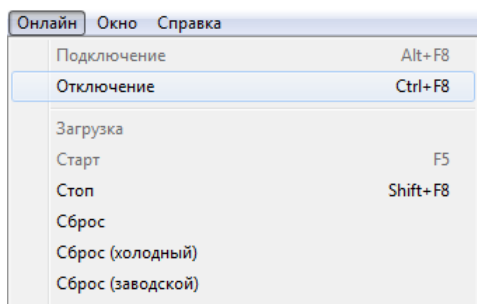 Онлайн Окно Справка
Подключение Alt+F8
Отключение Ctrl+F8
Загрузка
Старт F5
Стоп Shift+F8
Сброс
Сброс (холодный)
Сброс (заводской)